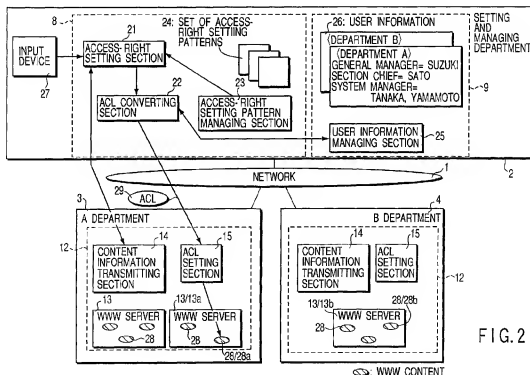 8
21
24: SET OF ACCESS-
RIGHT SETTIING
PATTERNS
26: USER INFORMATION
SETTING
AND
MANAGING
DEPARTMENT
INPUT
DEVICE
27
ACCESS-RIGHT
SETTING SECTION
22
ACL CONVERTING
SECTION
23
ACCESS-RIGHT
SETTING PATTERN
MANAGING SECTION
(DEPARTMENT B)
(DEPARTMENT A)
GENERAL MANAGER= SUZUKI
SECTION CHIEF= SATO
SYSTEM MANAGER=
TANAKA, YAMAMOTO
9
USER INFORMATION
MANAGING SECTION
25
2
NETWORK
1
29
ACL
3
A DEPARTMENT
12
14
CONTENT
INFORMATION
TRANSMITTING
SECTION
15
ACL
SETTING
SECTION
13
WWW SERVER
28
13/13a
WWW SERVER
28
28/28a
4
B DEPARTMENT
14
CONTENT
INFORMATION
TRANSMITTING
SECTION
15
ACL
SETTING
SECTION
12
13/13b
WWW SERVER
28
28/28b
FIG.2
: WWW CONTENT